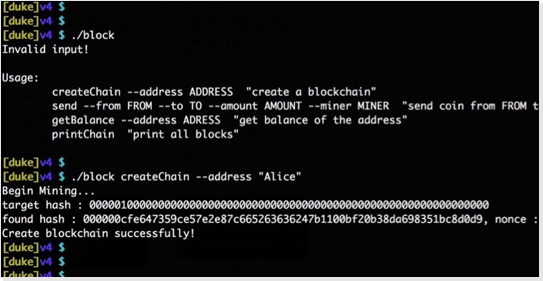 [duke]v4 $
[duke]v4 $
[duke]v4 $ ./block
Invalid input!
Usage:
createChain --address ADDRESS "create a blockchain"
send --from FROM --to TO --amount AMOUNT --miner MINER "send coin from FROM t
getBalance --address ADRESS "get balance of the address"
printChain "print all blocks"
[duke]v4 $
[duke]v4 $ ./block createChain --address "Alice"
Begin Mining...
target hash : 0000010000000000000000000000000000000000000000000000000000000000
found hash : 000000cfe647359ce57e2e87c665263636247b1100bf20b38da698351bc8d0d9, nonce :
Create blockchain successfully!
[duke]v4 $
[duke]v4 $
[duke]v4 $